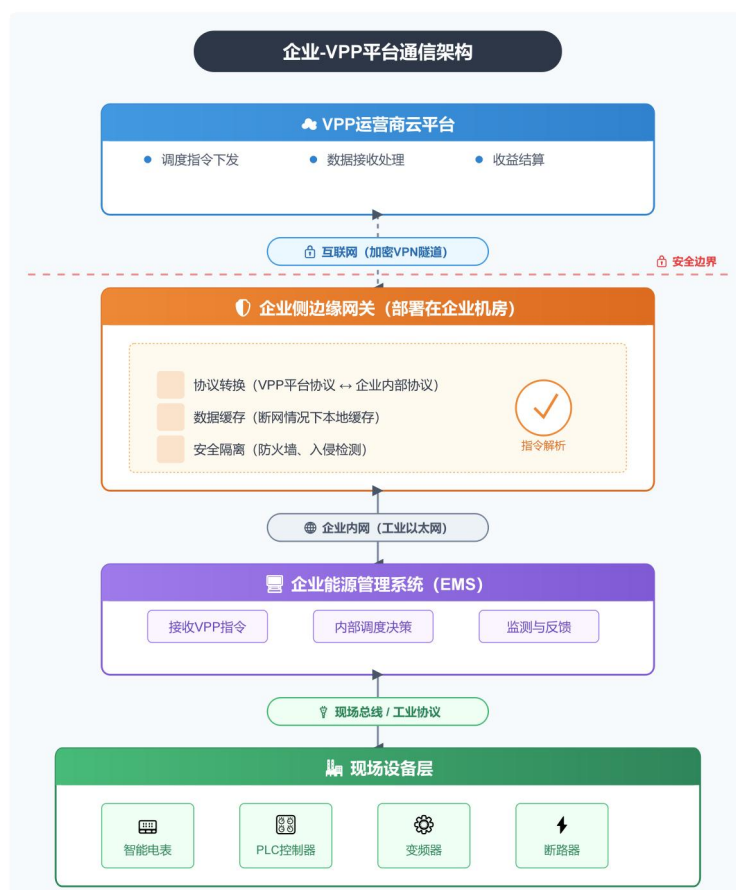 企业-VPP平台通信架构
VPP运营商云平台
调度指令下发
数据接收处理
收益结算
互联网（加密VPN隧道）
安全边界
企业侧边缘网关（部署在企业机房）
协议转换（VPP平台协议 ↔ 企业内部协议）
数据缓存（断网情况下本地缓存）
安全隔离（防火墙、入侵检测）
指令解析
企业内网（工业以太网）
企业能源管理系统（EMS）
接收VPP指令
内部调度决策
监测与反馈
现场总线 / 工业协议
现场设备层
智能电表
PLC控制器
变频器
断路器